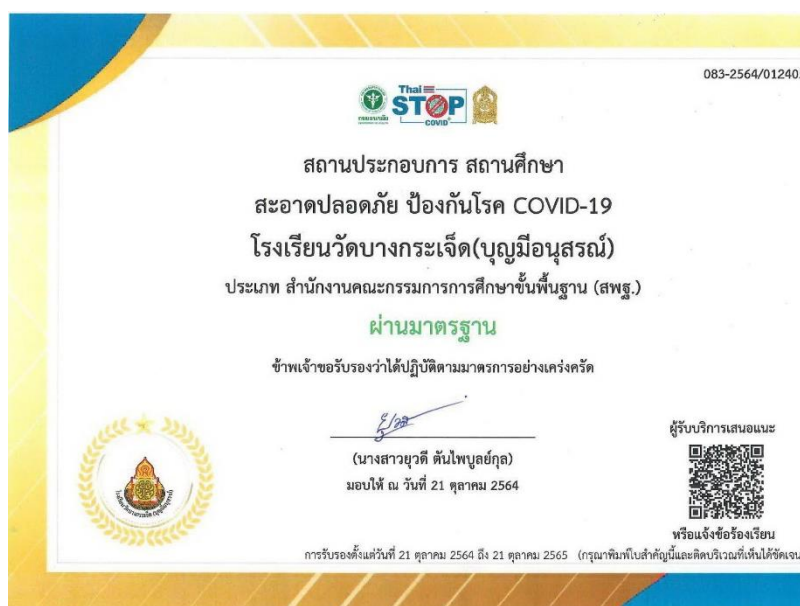 083-2564/01240
Thai
STOP
COVID
กรมอนามัย
สถานประกอบการ สถานศึกษา
สะอาดปลอดภัย ป้องกันโรค COVID-19
โรงเรียนวัดบางกระเจ็ด(บุญมีอนุสรณ์)
ประเภท สำนักงานคณะกรรมการการศึกษาขั้นพื้นฐาน (สพฐ.)
ผ่านมาตรฐาน
ข้าพเจ้าขอรับรองว่าได้ปฏิบัติตามมาตรการอย่างเคร่งครัด
(นางสาวยุวดี ตันไพบูลย์กุล)
มอบให้ ณ วันที่ 21 ตุลาคม 2564
ผู้รับบริการเสนอแนะ
หรือแจ้งข้อร้องเรียน
การรับรองตั้งแต่วันที่ 21 ตุลาคม 2564 ถึง 21 ตุลาคม 2565 (กรุณาพิมพ์ใบสำคัญนี้และติดบริเวณที่เห็นได้ชัดเจน